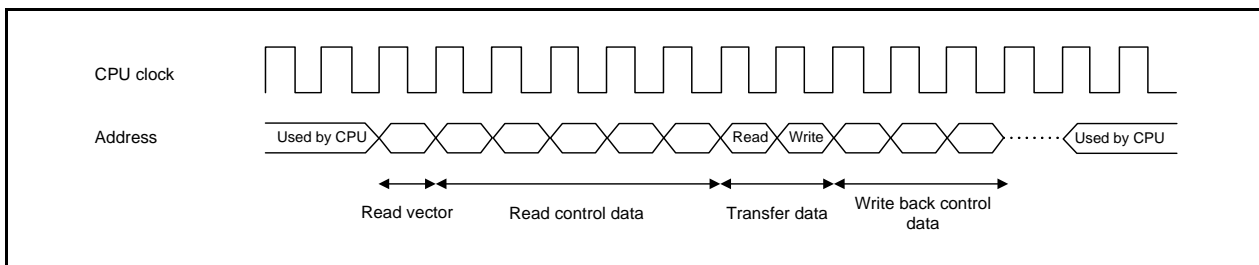 CPU clock
Address
Used by CPU
Read
Write
Used by CPU
Read vector
Read control data
Transfer data
Write back control
data